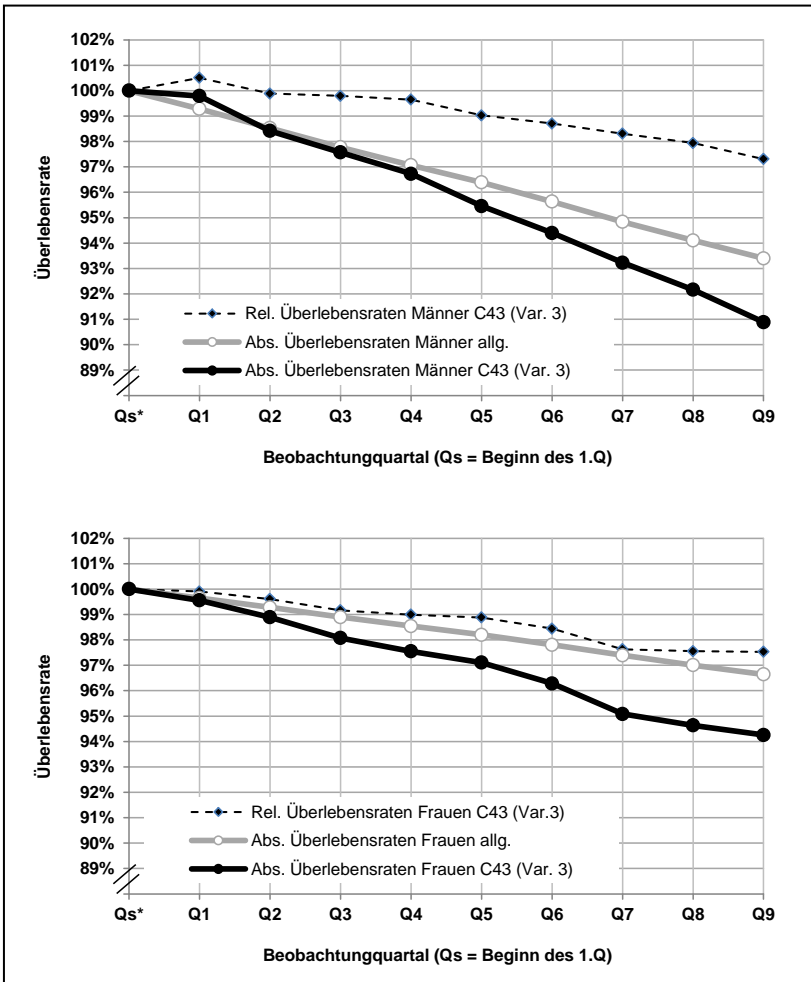 102%
101%
100%
99%
98%
97%
96%
95%
94%
93%
92%
91%
90%
89%
Überlebensrate
Rel. Überlebensraten Männer C43 (Var. 3)
Abs. Überlebensraten Männer allg.
Abs. Überlebensraten Männer C43 (Var. 3)
Qs* Q1 Q2 Q3 Q4 Q5 Q6 Q7 Q8 Q9
Beobachtungquartal (Qs = Beginn des 1.Q)
102%
101%
100%
99%
98%
97%
96%
95%
94%
93%
92%
91%
90%
89%
Überlebensrate
Rel. Überlebensraten Frauen C43 (Var.3)
Abs. Überlebensraten Frauen allg.
Abs. Überlebensraten Frauen C43 (Var. 3)
Qs* Q1 Q2 Q3 Q4 Q5 Q6 Q7 Q8 Q9
Beobachtungquartal (Qs = Beginn des 1.Q)